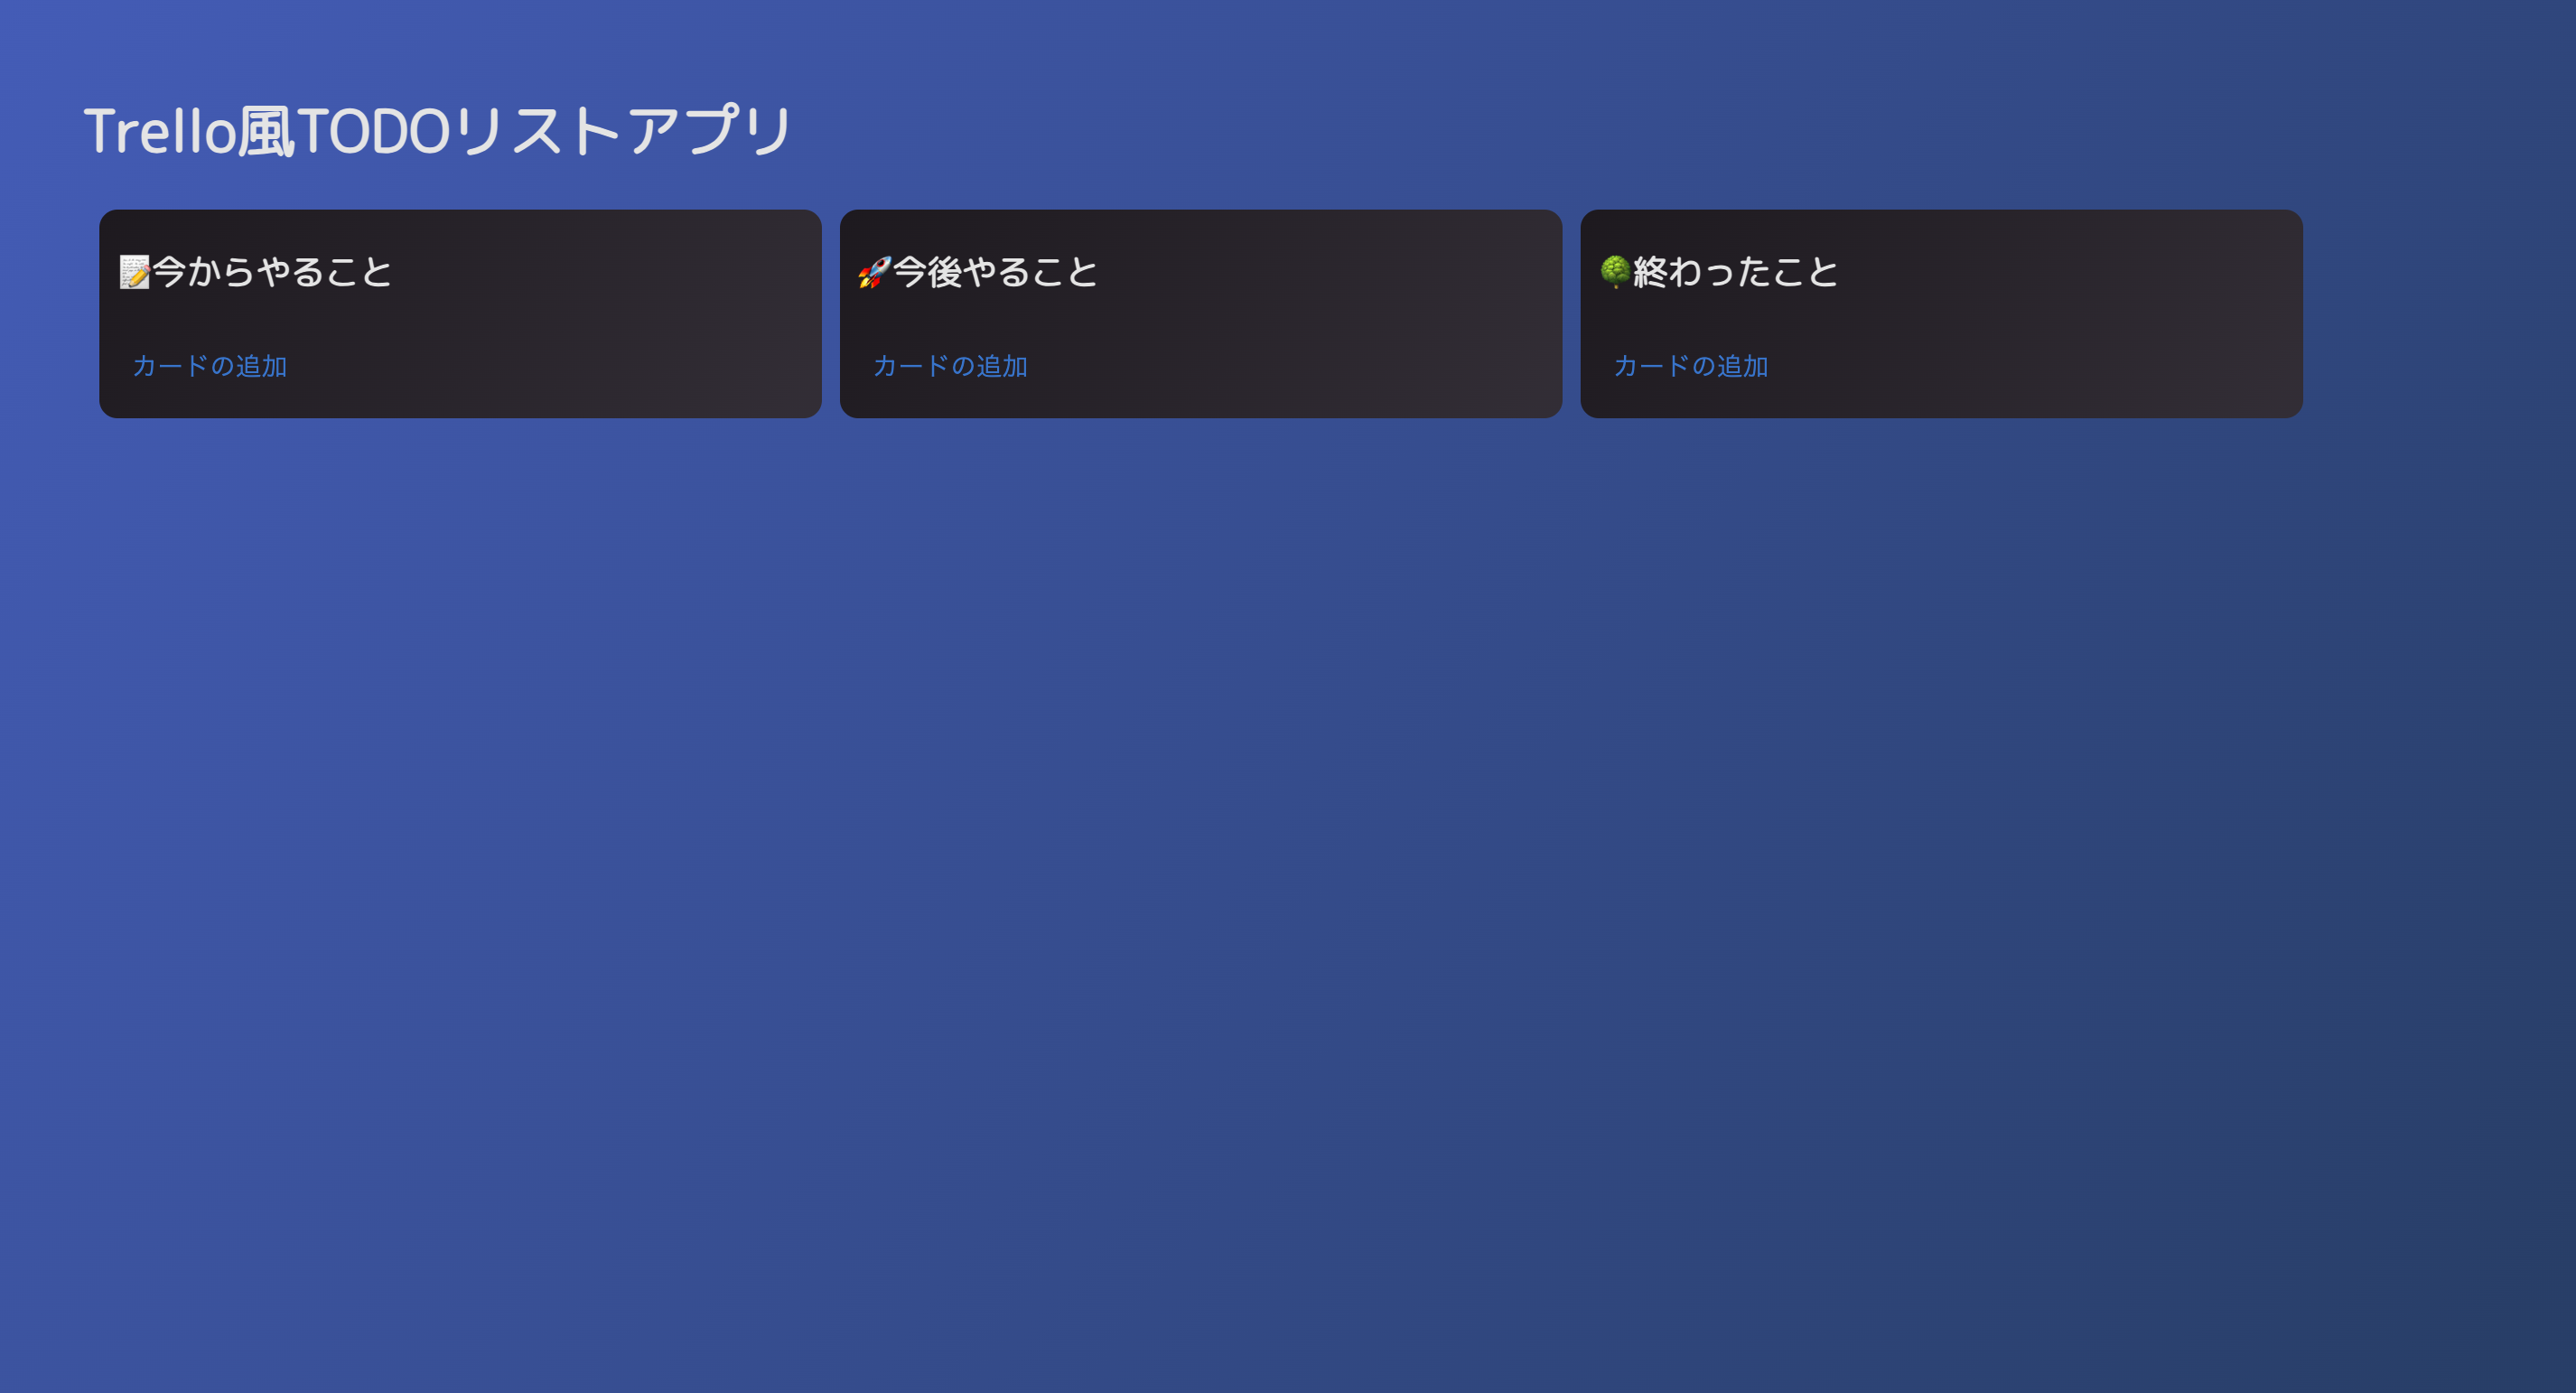 Trello風TODOリストアプリ
📝今からやること
カードの追加
🚀今後やること
カードの追加
🌳終わったこと
カードの追加